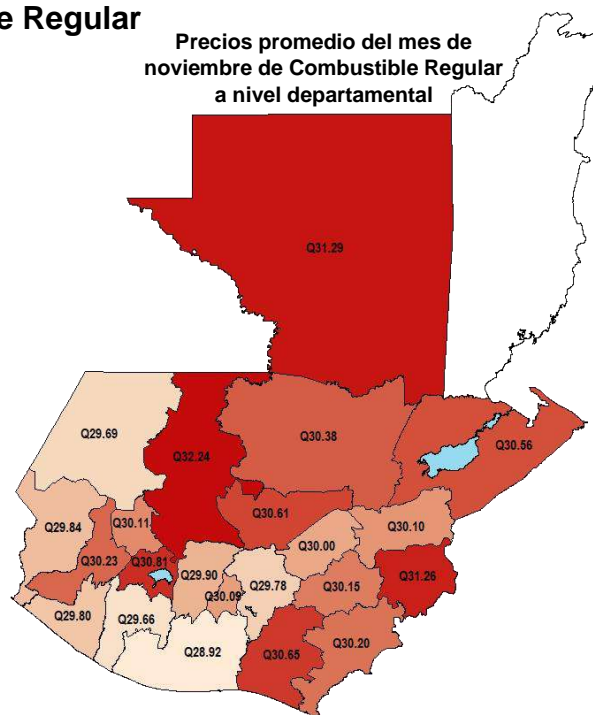 e Regular
Precios promedio del mes de
noviembre de Combustible Regular
a nivel departamental
Q31.29
Q29.69
Q32.24
Q30.38
Q30.56
Q29.84
Q30.11
Q30.61
Q30.10
Q30.23
Q30.81
Q29.90
Q30.00
Q31.26
Q30.09
Q29.78
Q30.15
Q29.80
Q29.66
Q28.92
Q30.65
Q30.20